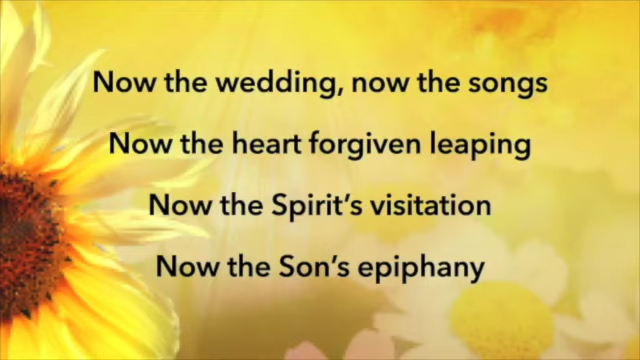 Now the wedding, now the songs
Now the heart forgiven leaping
Now the Spirit’s visitation
Now the Son’s epiphany